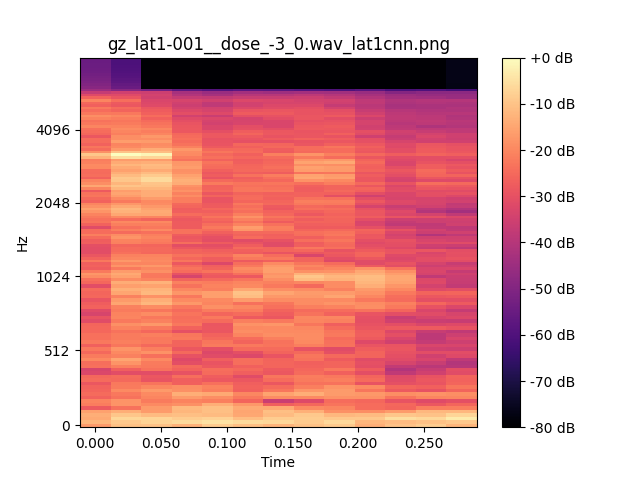 gz_lat1-001__dose_-3_0.wav_lat1cnn.png
Hz
4096
2048
1024
512
0
0.000 0.050 0.100 0.150 0.200 0.250
Time
+0 dB
-10 dB
-20 dB
-30 dB
-40 dB
-50 dB
-60 dB
-70 dB
-80 dB